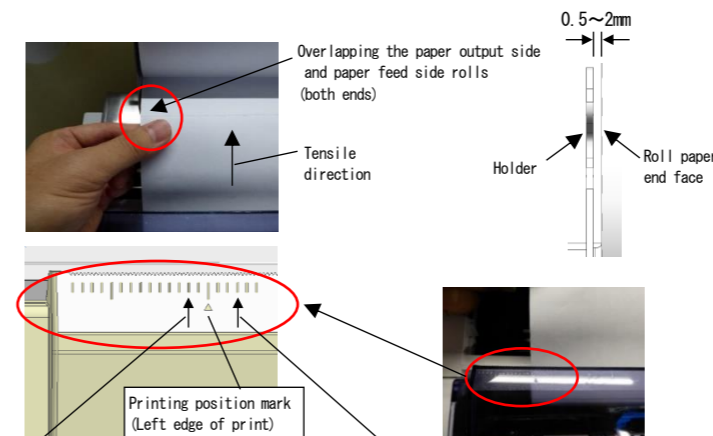 0.5～2mm
Overlapping the paper output side
and paper feed side rolls
(both ends)
Tensile
direction
Holder
Roll paper
end face
Printing position mark
(Left edge of print)